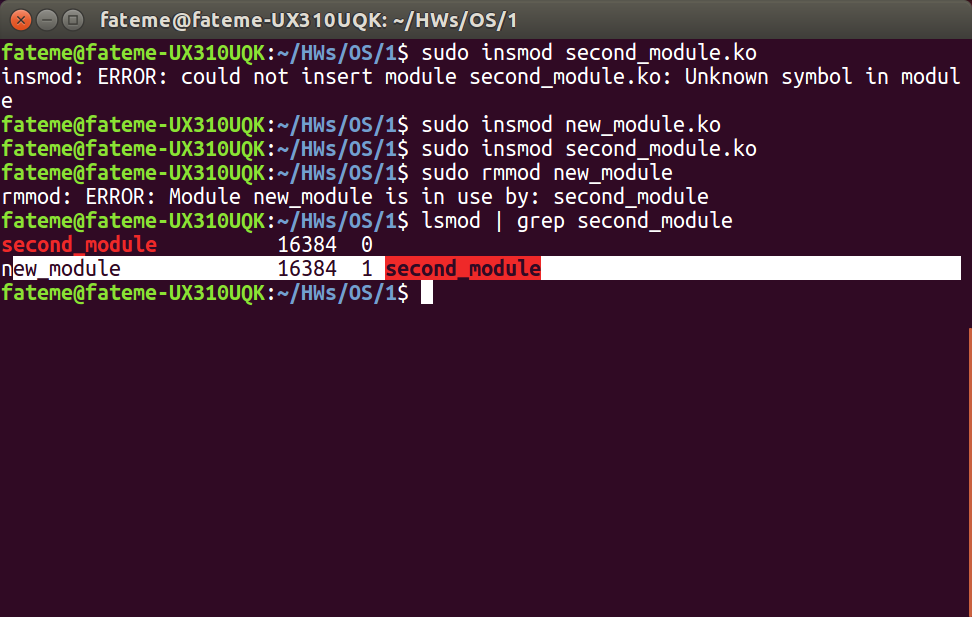 fateme@fateme-UX310UQK: ~/HWs/OS/1
fateme@fateme-UX310UQK:~/HWs/OS/1$ sudo insmod second_module.ko
insmod: ERROR: could not insert module second_module.ko: Unknown symbol in modul
e
fateme@fateme-UX310UQK:~/HWs/OS/1$ sudo insmod new_module.ko
fateme@fateme-UX310UQK:~/HWs/OS/1$ sudo insmod second_module.ko
fateme@fateme-UX310UQK:~/HWs/OS/1$ sudo rmmod new_module
rmmod: ERROR: Module new_module is in use by: second_module
fateme@fateme-UX310UQK:~/HWs/OS/1$ lsmod | grep second_module
second_module          16384  0
new_module             16384  1 second_module
fateme@fateme-UX310UQK:~/HWs/OS/1$